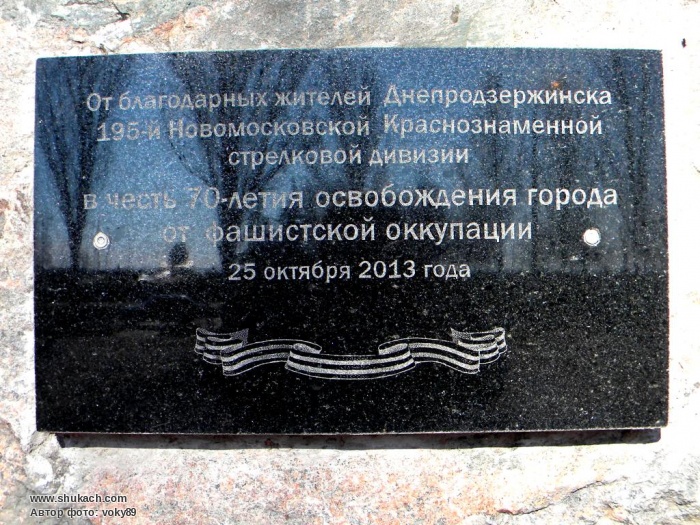 От благодарных жителей Днепродзержинска
195-й Новомосковской Краснознаменной
стрелковой дивизии
в честь 70-летия освобождения города
от фашистской оккупации
25 октября 2013 года
www.shukach.com
Автор фото: voky89